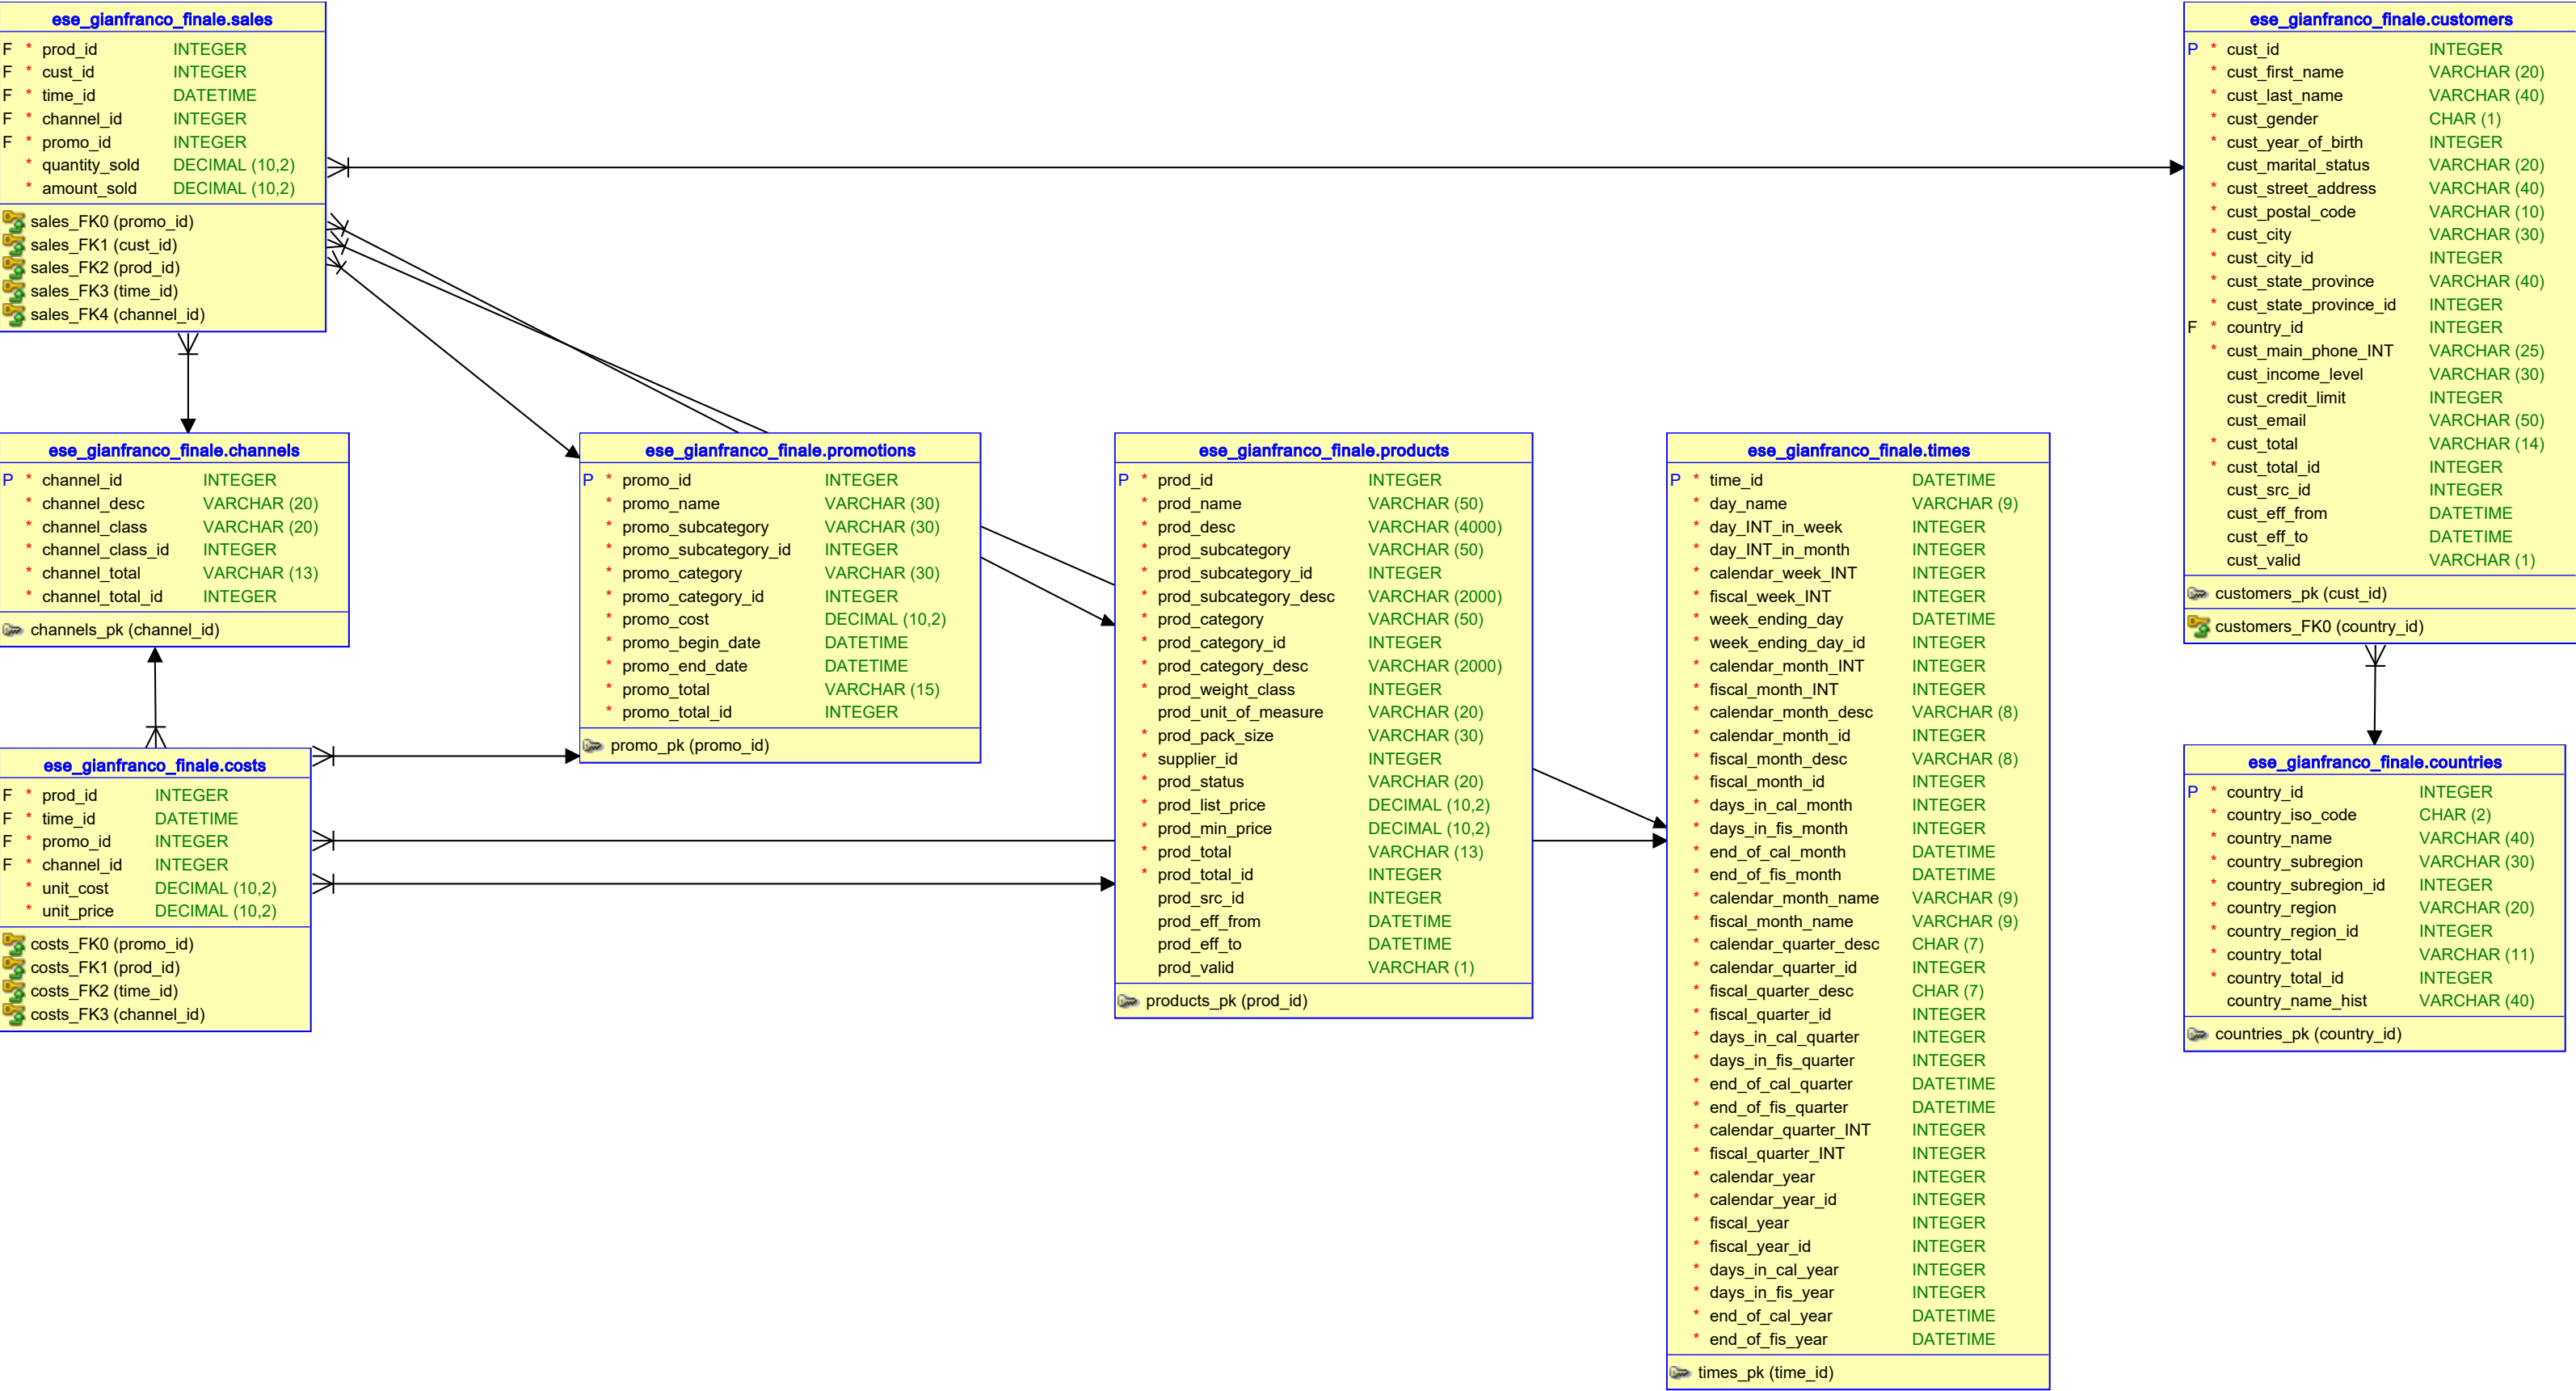 ese_gianfranco_finale.sales
F * prod_id INTEGER
F * cust_id INTEGER
F * time_id DATETIME
F * channel_id INTEGER
F * promo_id INTEGER
* quantity_sold DECIMAL (10,2)
* amount_sold DECIMAL (10,2)
sales_FK0 (promo_id)
sales_FK1 (cust_id)
sales_FK2 (prod_id)
sales_FK3 (time_id)
sales_FK4 (channel_id)
ese_gianfranco_finale.customers
P * cust_id INTEGER
* cust_first_name VARCHAR (20)
* cust_last_name VARCHAR (40)
* cust_gender CHAR (1)
* cust_year_of_birth INTEGER
cust_marital_status VARCHAR (20)
* cust_street_address VARCHAR (40)
* cust_postal_code VARCHAR (10)
* cust_city VARCHAR (30)
* cust_city_id INTEGER
* cust_state_province VARCHAR (40)
* cust_state_province_id INTEGER
F * country_id INTEGER
* cust_main_phone_INT VARCHAR (25)
cust_income_level VARCHAR (30)
cust_credit_limit INTEGER
cust_email VARCHAR (50)
* cust_total VARCHAR (14)
* cust_total_id INTEGER
cust_src_id INTEGER
cust_eff_from DATETIME
cust_eff_to DATETIME
cust_valid VARCHAR (1)
customers_pk (cust_id)
customers_FK0 (country_id)
ese_gianfranco_finale.channels
P * channel_id INTEGER
* channel_desc VARCHAR (20)
* channel_class VARCHAR (20)
* channel_class_id INTEGER
* channel_total VARCHAR (13)
* channel_total_id INTEGER
channels_pk (channel_id)
ese_gianfranco_finale.promotions
P * promo_id INTEGER
* promo_name VARCHAR (30)
* promo_subcategory VARCHAR (30)
* promo_subcategory_id INTEGER
* promo_category VARCHAR (30)
* promo_category_id INTEGER
* promo_cost DECIMAL (10,2)
* promo_begin_date DATETIME
* promo_end_date DATETIME
* promo_total VARCHAR (15)
* promo_total_id INTEGER
promo_pk (promo_id)
ese_gianfranco_finale.products
P * prod_id INTEGER
* prod_name VARCHAR (50)
* prod_desc VARCHAR (4000)
* prod_subcategory VARCHAR (50)
* prod_subcategory_id INTEGER
* prod_subcategory_desc VARCHAR (2000)
* prod_category VARCHAR (50)
* prod_category_id INTEGER
* prod_category_desc VARCHAR (2000)
* prod_weight_class INTEGER
prod_unit_of_measure VARCHAR (20)
* prod_pack_size VARCHAR (30)
* supplier_id INTEGER
* prod_status VARCHAR (20)
* prod_list_price DECIMAL (10,2)
* prod_min_price DECIMAL (10,2)
* prod_total VARCHAR (13)
* prod_total_id INTEGER
prod_src_id INTEGER
prod_eff_from DATETIME
prod_eff_to DATETIME
prod_valid VARCHAR (1)
products_pk (prod_id)
ese_gianfranco_finale.times
P * time_id DATETIME
* day_name VARCHAR (9)
* day_INT_in_week INTEGER
* day_INT_in_month INTEGER
* calendar_week_INT INTEGER
* fiscal_week_INT INTEGER
* week_ending_day DATETIME
* week_ending_day_id INTEGER
* calendar_month_INT INTEGER
* fiscal_month_INT INTEGER
* calendar_month_desc VARCHAR (8)
* calendar_month_id INTEGER
* fiscal_month_desc VARCHAR (8)
* fiscal_month_id INTEGER
* days_in_cal_month INTEGER
* days_in_fis_month INTEGER
* end_of_cal_month DATETIME
* end_of_fis_month DATETIME
* calendar_month_name VARCHAR (9)
* fiscal_month_name VARCHAR (9)
* calendar_quarter_desc CHAR (7)
* calendar_quarter_id INTEGER
* fiscal_quarter_desc CHAR (7)
* fiscal_quarter_id INTEGER
* days_in_cal_quarter INTEGER
* days_in_fis_quarter INTEGER
* end_of_cal_quarter DATETIME
* end_of_fis_quarter DATETIME
* calendar_quarter_INT INTEGER
* fiscal_quarter_INT INTEGER
* calendar_year INTEGER
* calendar_year_id INTEGER
* fiscal_year INTEGER
* fiscal_year_id INTEGER
* days_in_cal_year INTEGER
* days_in_fis_year INTEGER
* end_of_cal_year DATETIME
* end_of_fis_year DATETIME
times_pk (time_id)
ese_gianfranco_finale.costs
F * prod_id INTEGER
F * time_id DATETIME
F * promo_id INTEGER
F * channel_id INTEGER
* unit_cost DECIMAL (10,2)
* unit_price DECIMAL (10,2)
costs_FK0 (promo_id)
costs_FK1 (prod_id)
costs_FK2 (time_id)
costs_FK3 (channel_id)
ese_gianfranco_finale.countries
P * country_id INTEGER
* country_iso_code CHAR (2)
* country_name VARCHAR (40)
* country_subregion VARCHAR (30)
* country_subregion_id INTEGER
* country_region VARCHAR (20)
* country_region_id INTEGER
* country_total VARCHAR (11)
* country_total_id INTEGER
country_name_hist VARCHAR (40)
countries_pk (country_id)